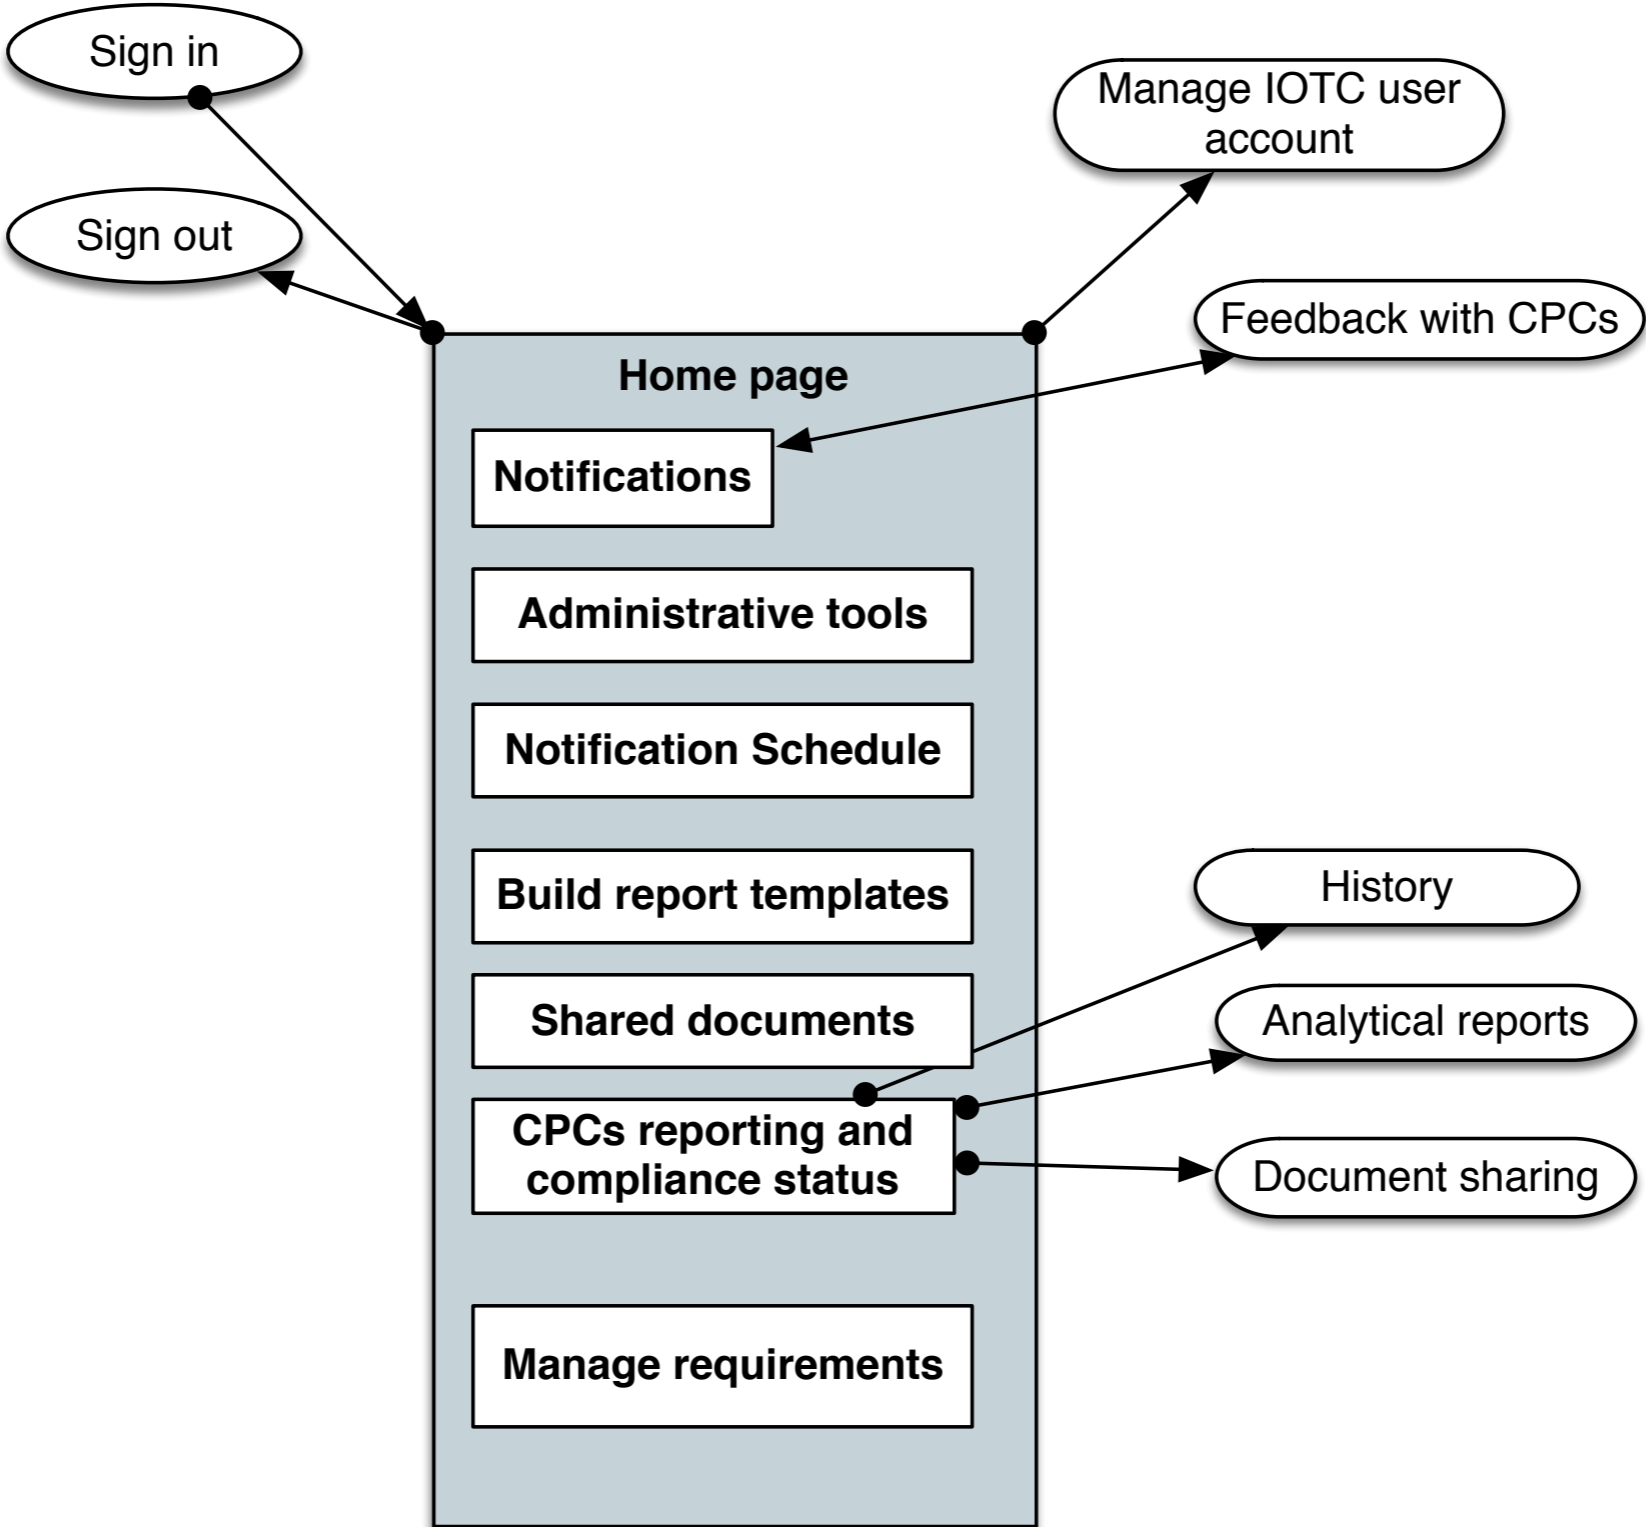 Sign in
Manage IOTC user
account
Sign out
Feedback with CPCs
Home page
Notifications
Administrative tools
Notification Schedule
Build report templates
History
Shared documents
Analytical reports
CPCs reporting and
compliance status
Document sharing
Manage requirements